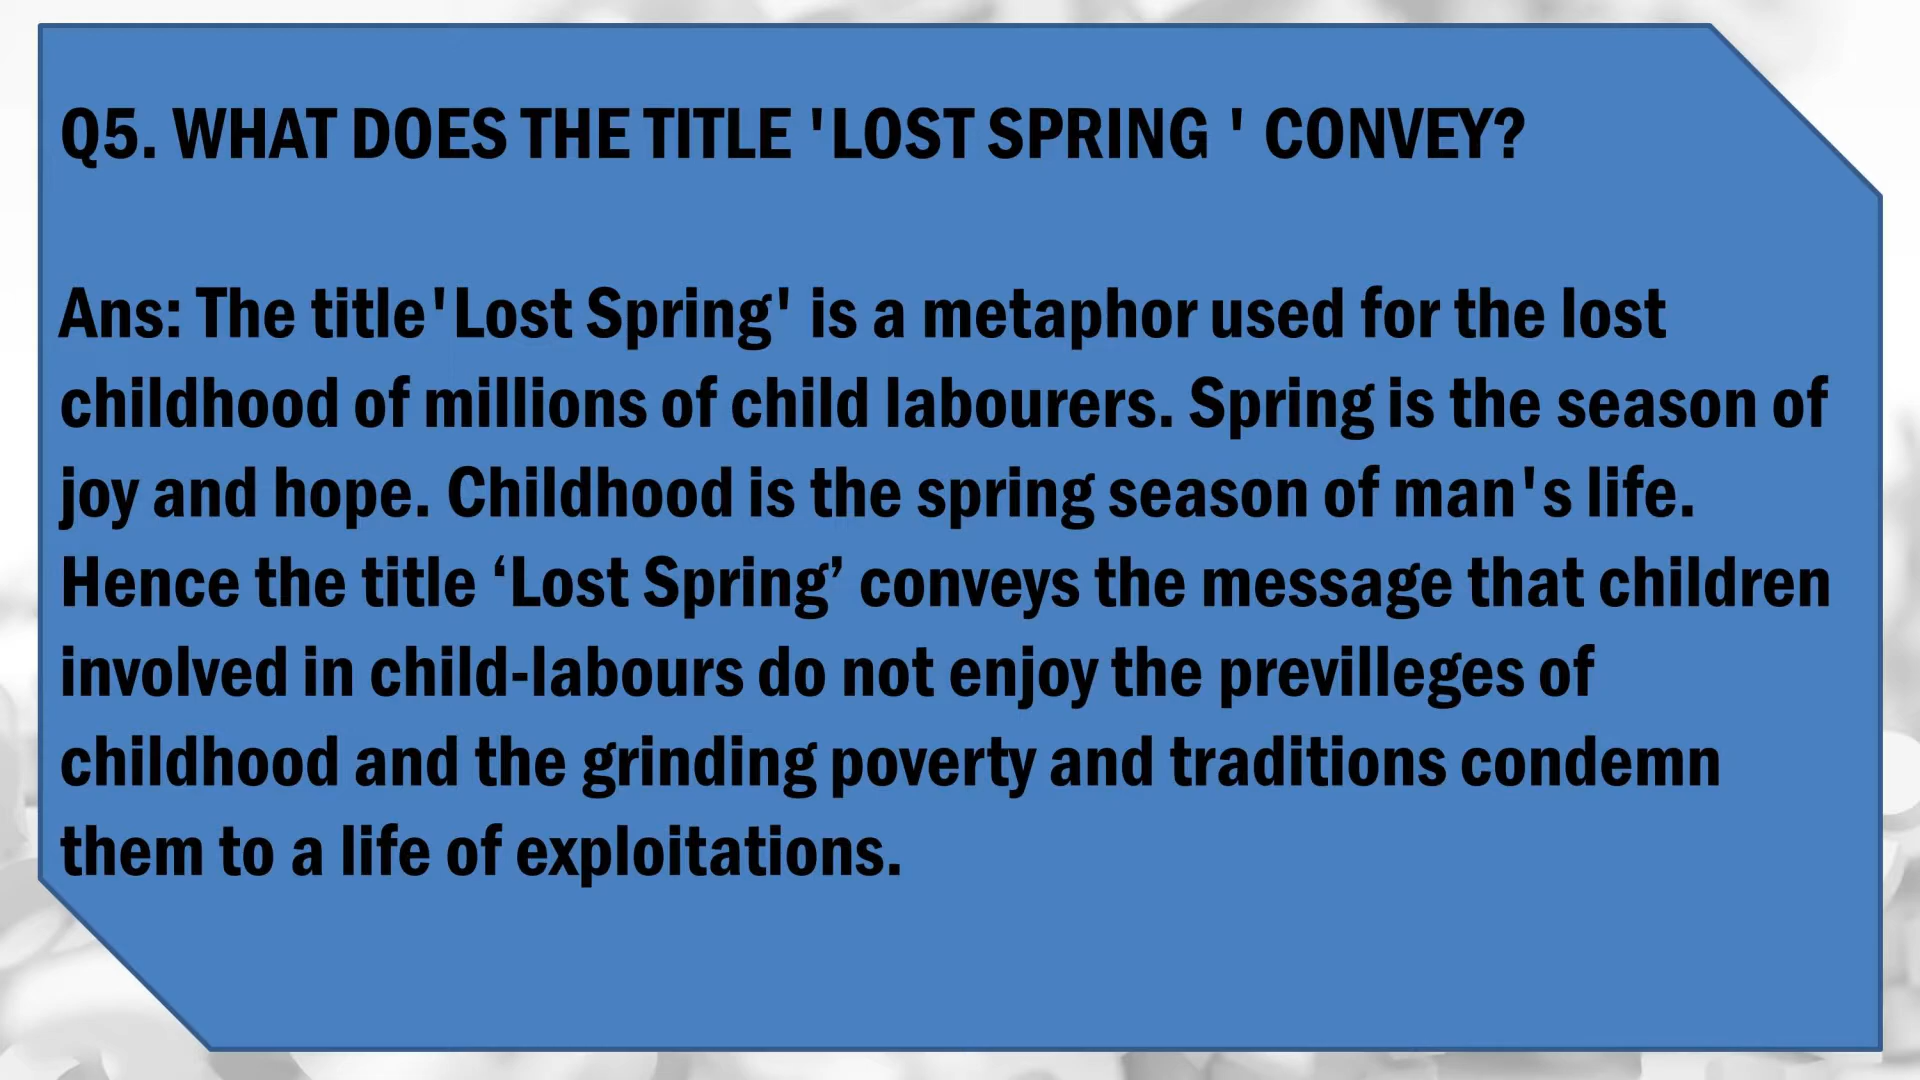 Q5. WHAT DOES THE TITLE 'LOST SPRING ' CONVEY?
Ans: The title'Lost Spring' is a metaphor used for the lost
childhood of millions of child labourers. Spring is the season of
joy and hope. Childhood is the spring season of man's life.
Hence the title ‘Lost Spring’ conveys the message that children
involved in child-labours do not enjoy the previlleges of
childhood and the grinding poverty and traditions condemn
them to a life of exploitations.